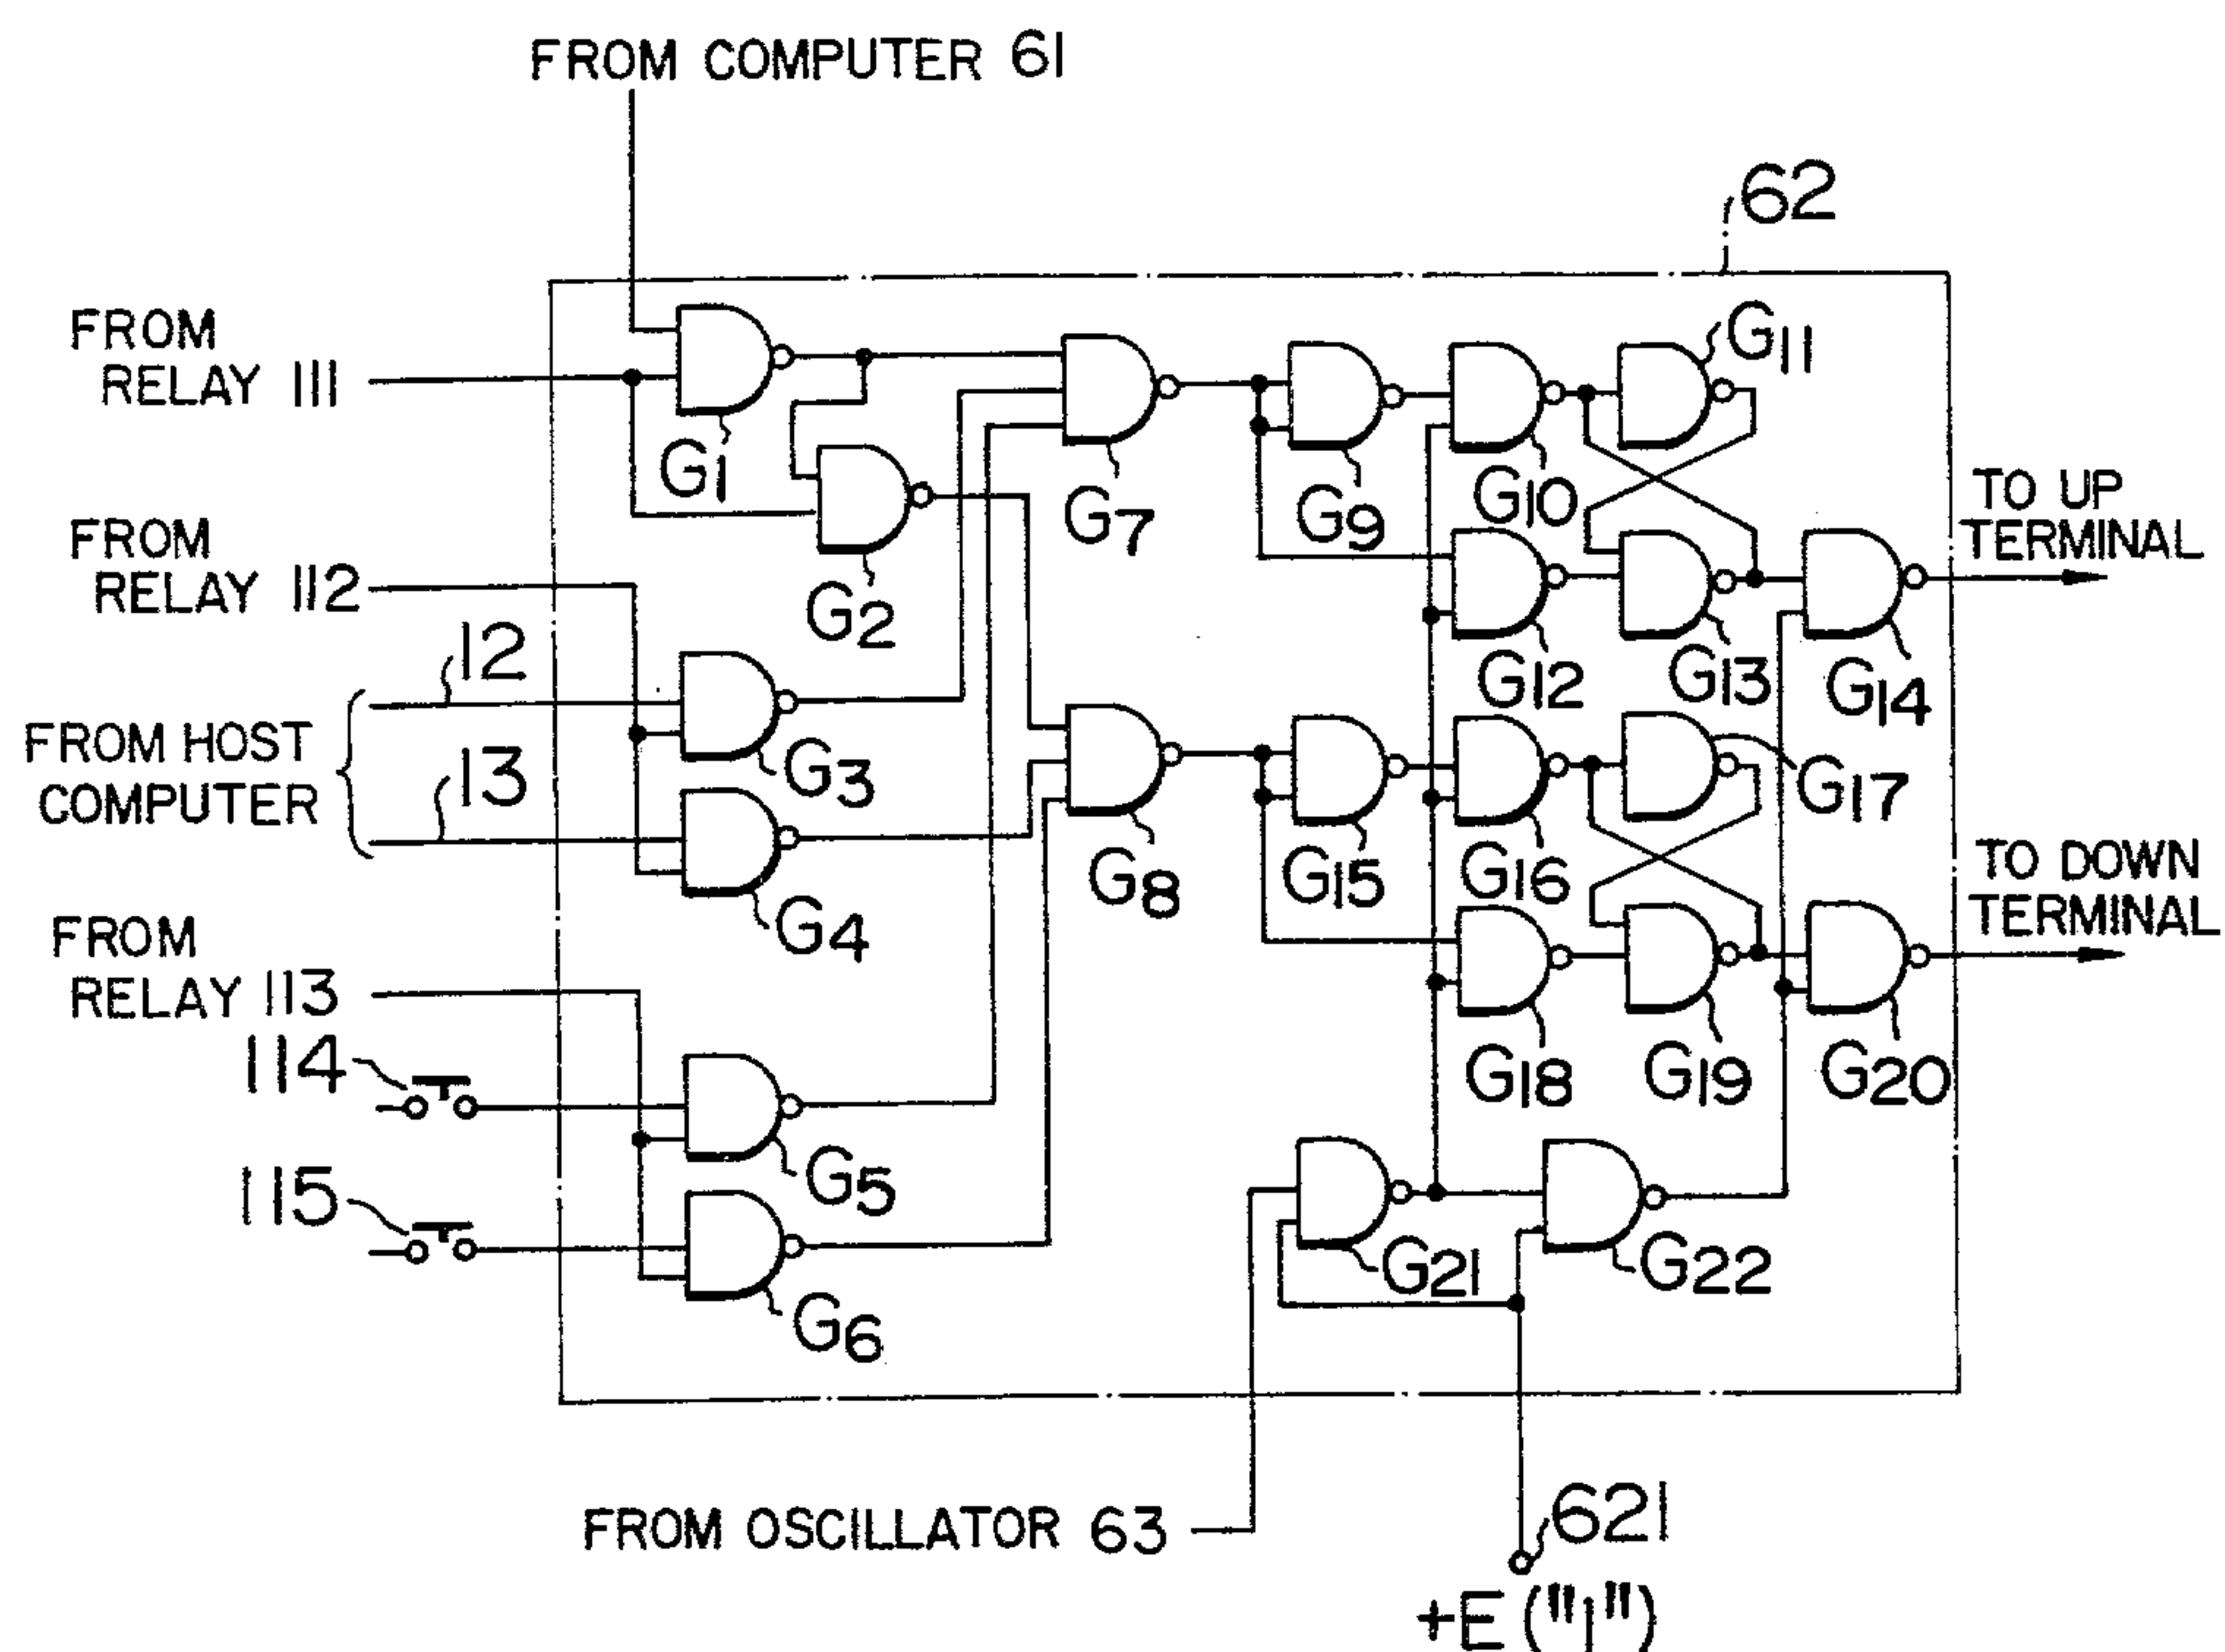 FROM COMPUTER 61
62
FROM
RELAY 111
G1
G2
G7
G9
G10
G11
TO UP
TERMINAL
FROM
RELAY 112
12
FROM HOST
COMPUTER
13
G3
G4
G8
G12
G13
G14
G15
G16
G17
TO DOWN
TERMINAL
FROM
RELAY 113
114
115
G5
G6
G18
G19
G20
G21
G22
FROM OSCILLATOR 63
621
+E ("1")